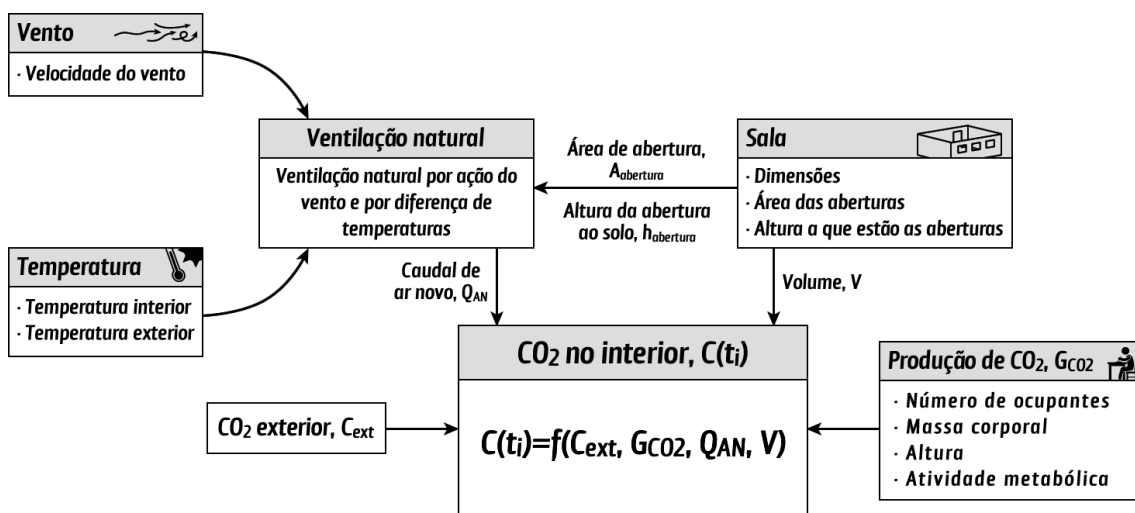 Vento
· Velocidade do vento
Ventilação natural
Ventilação natural por ação do
vento e por diferença de
temperaturas
Área de abertura,
Aabertura
Altura da abertura
ao solo, habertura
Sala
· Dimensões
· Área das aberturas
· Altura a que estão as aberturas
Temperatura
· Temperatura interior
· Temperatura exterior
Caudal de
ar novo, QAN
Volume, V
CO2 no interior, C(ti)
C(ti)=f(Cext, GCO2, QAN, V)
CO2 exterior, Cext
Produção de CO2, GCO2
· Número de ocupantes
· Massa corporal
· Altura
· Atividade metabólica